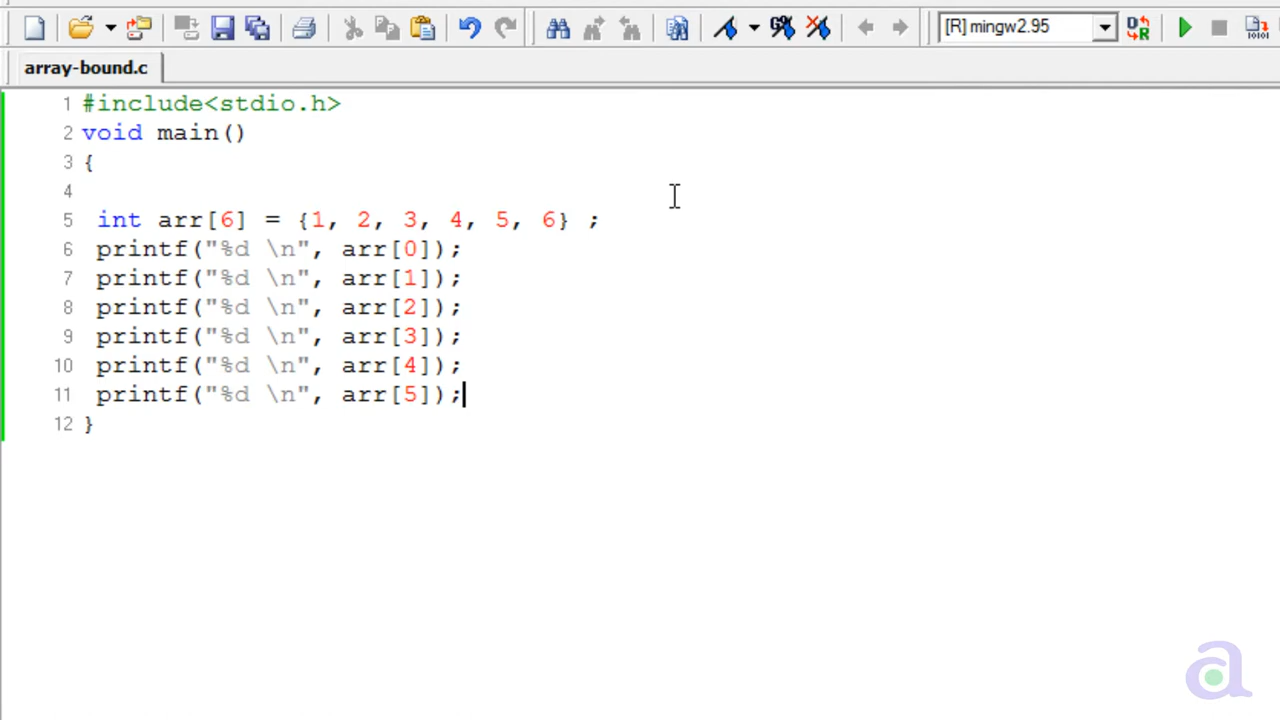 [R] mingw2.95
array-bound.c
1 #include<stdio.h>
2 void main()
3 {
4
5 int arr[6] = {1, 2, 3, 4, 5, 6} ;
6 printf("%d \n", arr[0]);
7 printf("%d \n", arr[1]);
8 printf("%d \n", arr[2]);
9 printf("%d \n", arr[3]);
10 printf("%d \n", arr[4]);
11 printf("%d \n", arr[5]);
12 }
a